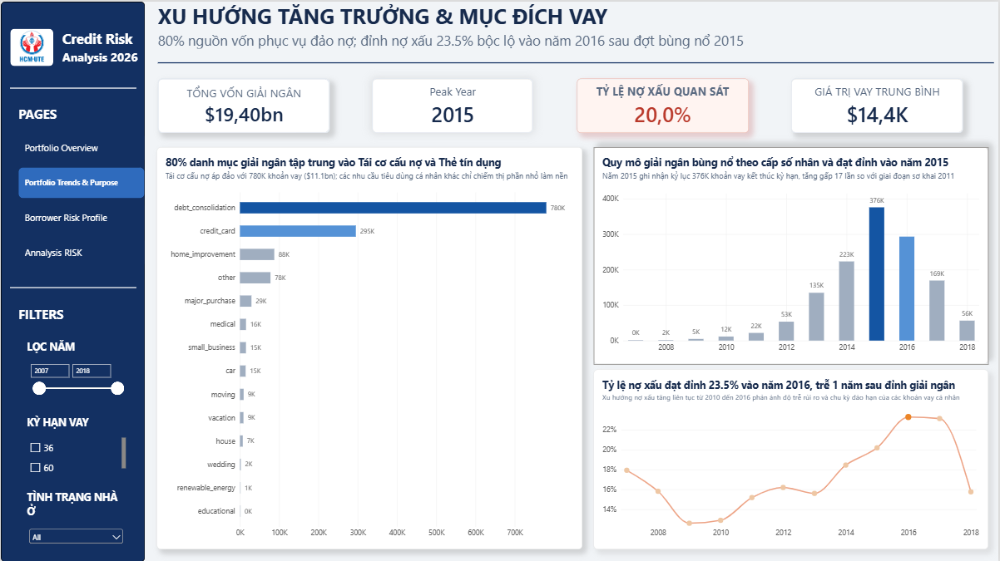 HCM-UTE
Credit Risk
Analysis 2026
PAGES
Portfolio Overview
Portfolio Trends & Purpose
Borrower Risk Profile
Annalysis RISK
FILTERS
LỌC NĂM
2007 2018
KỲ HẠN VAY
36
60
TÌNH TRẠNG NHÀ
Ở
All
XU HƯỚNG TĂNG TRƯỞNG & MỤC ĐÍCH VAY
80% nguồn vốn phục vụ đảo nợ; đỉnh nợ xấu 23.5% bộc lộ vào năm 2016 sau đợt bùng nổ 2015
TỔNG VỐN GIẢI NGÂN
$19,40bn
Peak Year
2015
TỶ LỆ NỢ XẤU QUAN SÁT
20,0%
GIÁ TRỊ VAY TRUNG BÌNH
$14,4K
80% danh mục giải ngân tập trung vào Tái cơ cấu nợ và Thẻ tín dụng
Tái cơ cấu nợ áp đảo với 780K khoản vay ($11.1bn); các nhu cầu tiêu dùng cá nhân khác chỉ chiếm thị phần nhỏ làm nền
debt_consolidation 780K
credit_card 295K
home_improvement 88K
other 78K
major_purchase 29K
medical 16K
small_business 15K
car 15K
moving 9K
vacation 9K
house 7K
wedding 2K
renewable_energy 1K
educational 0K
0K 100K 200K 300K 400K 500K 600K 700K
Quy mô giải ngân bùng nổ theo cấp số nhân và đạt đỉnh vào năm 2015
Năm 2015 ghi nhận kỷ lục 376K khoản vay kết thúc kỳ hạn, tăng gấp 17 lần so với giai đoạn sơ khai 2011
400K
300K
200K
100K
0K
0K 2K 5K 12K 22K 53K 135K 223K 376K 169K 56K
2008 2010 2012 2014 2016 2018
Tỷ lệ nợ xấu đạt đỉnh 23.5% vào năm 2016, trễ 1 năm sau đỉnh giải ngân
Xu hướng nợ xấu tăng liên tục từ 2010 đến 2016 phản ánh độ trễ rủi ro và chu kỳ đáo hạn của các khoản vay cá nhân
22%
20%
18%
16%
14%
2008 2010 2012 2014 2016 2018